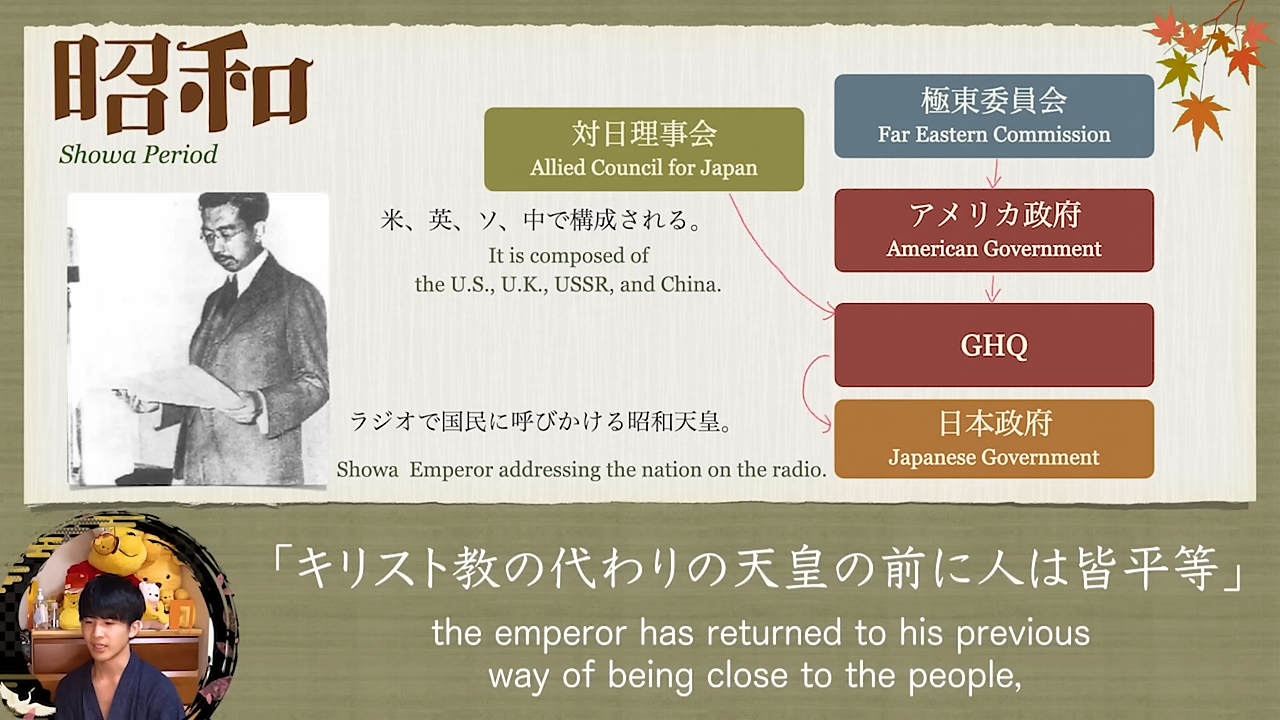 昭和
Showa Period
対日理事会
Allied Council for Japan
米、英、ソ、中で構成される。
It is composed of
the U.S., U.K., USSR, and China.
極東委員会
Far Eastern Commission
アメリカ政府
American Government
GHQ
日本政府
Japanese Government
ラジオで国民に呼びかける昭和天皇。
Showa Emperor addressing the nation on the radio.
「キリスト教の代わりの天皇の前に人は皆平等」
the emperor has returned to his previous
way of being close to the people,